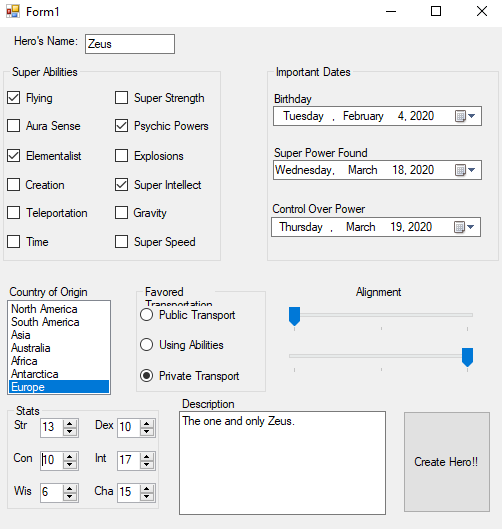 Form1
Hero's Name: Zeus
Super Abilities
Flying Super Strength
Aura Sense Psychic Powers
Elementalist Explosions
Creation Super Intellect
Teleportation Gravity
Time Super Speed
Important Dates
Birthday
Tuesday , February 4, 2020
Super Power Found
Wednesday, March 18, 2020
Control Over Power
Thursday , March 19, 2020
Country of Origin
North America
South America
Asia
Australia
Africa
Antarctica
Europe
Favored
Transportation
Public Transport
Using Abilities
Private Transport
Alignment
Stats
Str 13 Dex 10
Con 10 Int 17
Wis 6 Cha 15
Description
The one and only Zeus.
Create Hero!!